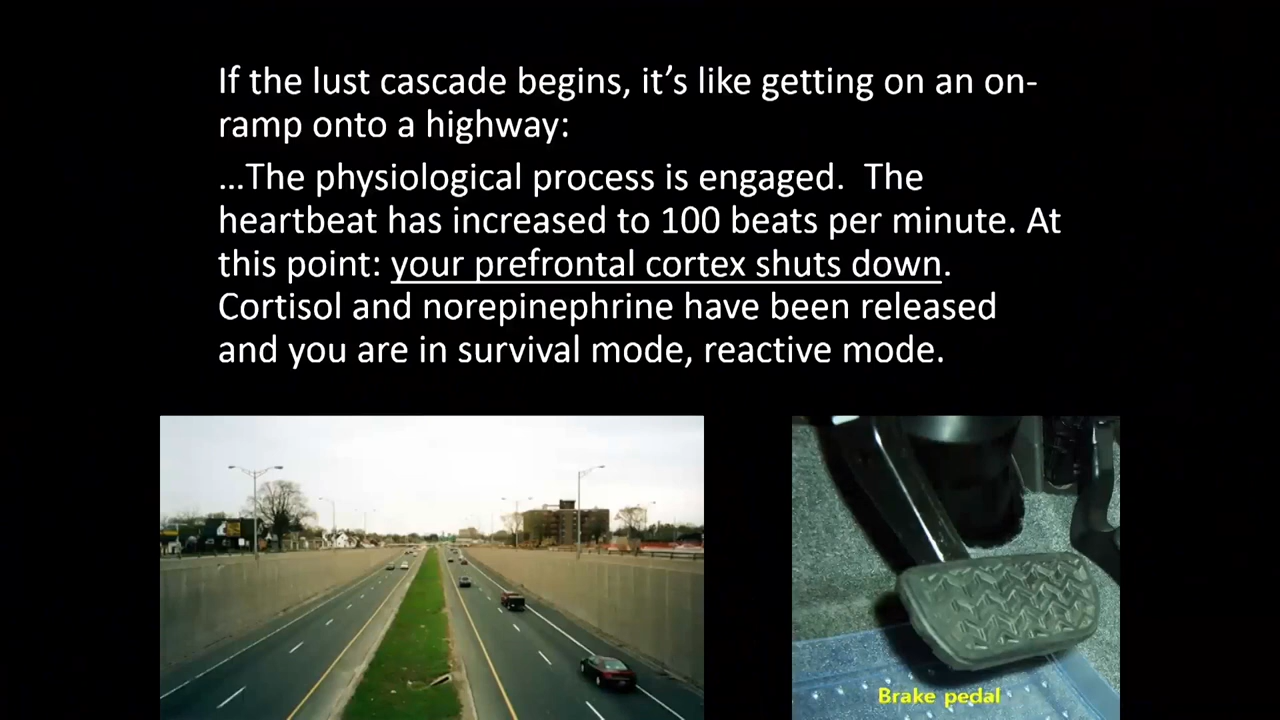 If the lust cascade begins, it’s like getting on an on-
ramp onto a highway:
…The physiological process is engaged.  The
heartbeat has increased to 100 beats per minute. At
this point: your prefrontal cortex shuts down.
Cortisol and norepinephrine have been released
and you are in survival mode, reactive mode.
Brake pedal